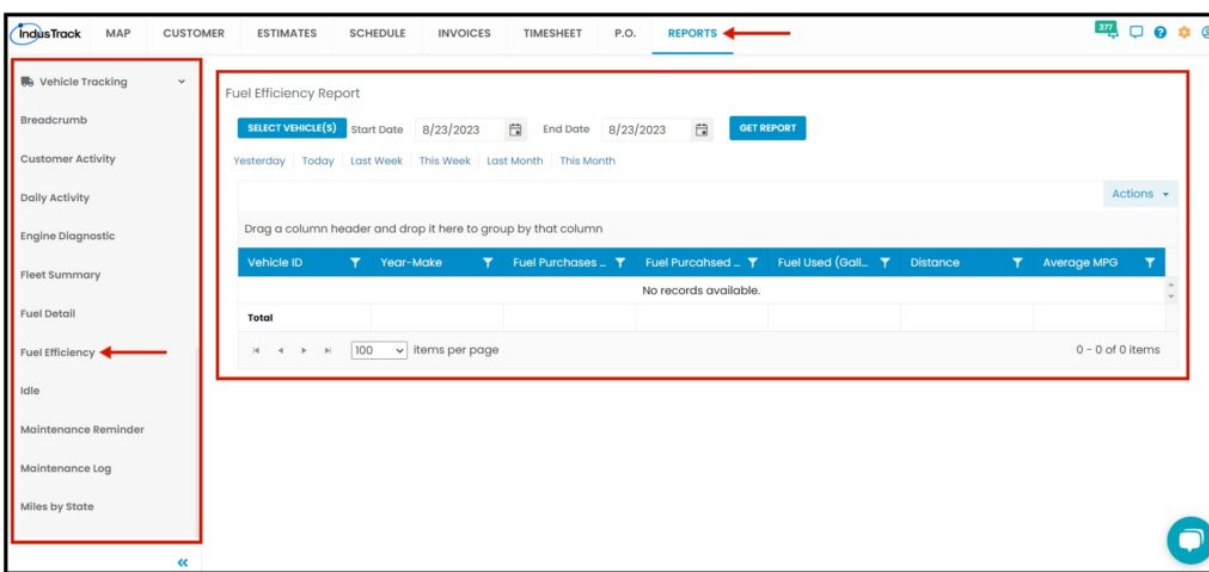 IndusTrack MAP CUSTOMER ESTIMATES SCHEDULE INVOICES TIMESHEET P.O. REPORTS 377
Vehicle Tracking
Breadcrumb
Customer Activity
Daily Activity
Engine Diagnostic
Fleet Summary
Fuel Detail
Fuel Efficiency
Idle
Maintenance Reminder
Maintenance Log
Miles by State
Fuel Efficiency Report
SELECT VEHICLE(S) Start Date 8/23/2023 End Date 8/23/2023 GET REPORT
Yesterday Today Last Week This Week Last Month This Month
Actions
Drag a column header and drop it here to group by that column
Vehicle ID Year-Make Fuel Purchases ... Fuel Purcahsed ... Fuel Used (Gall... Distance Average MPG
No records available.
Total
100 items per page 0 - 0 of 0 items